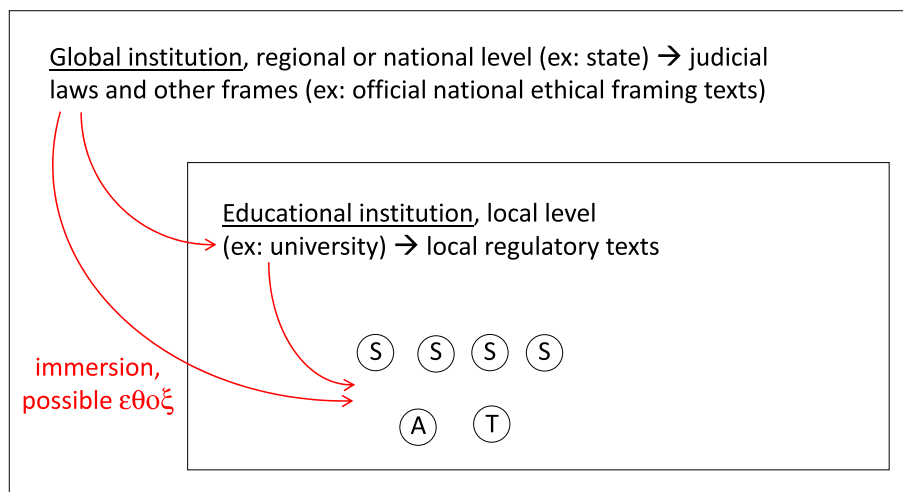 Global institution, regional or national level (ex: state) → judicial
laws and other frames (ex: official national ethical framing texts)
Educational institution, local level
(ex: university) → local regulatory texts
S S S S
immersion,
possible εθοξ
A T